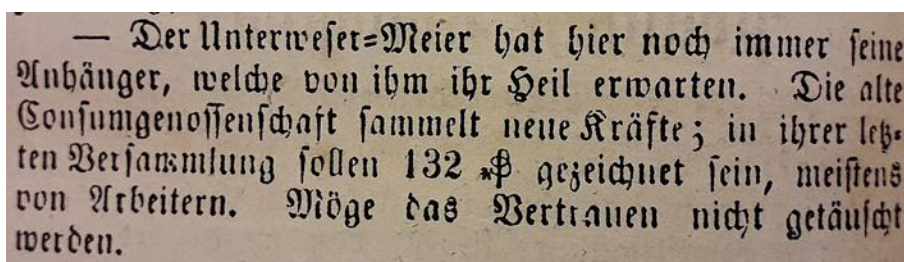 — Der Unterweser=Meier hat hier noch immer seine
Anhänger, welche von ihm ihr Heil erwarten. Die alte
Consumgenossenschaft sammelt neue Kräfte; in ihrer letz=
ten Versammlung sollen 132 ₰ gezeichnet sein, meistens
von Arbeitern. Möge das Vertrauen nicht getäuscht
werden.